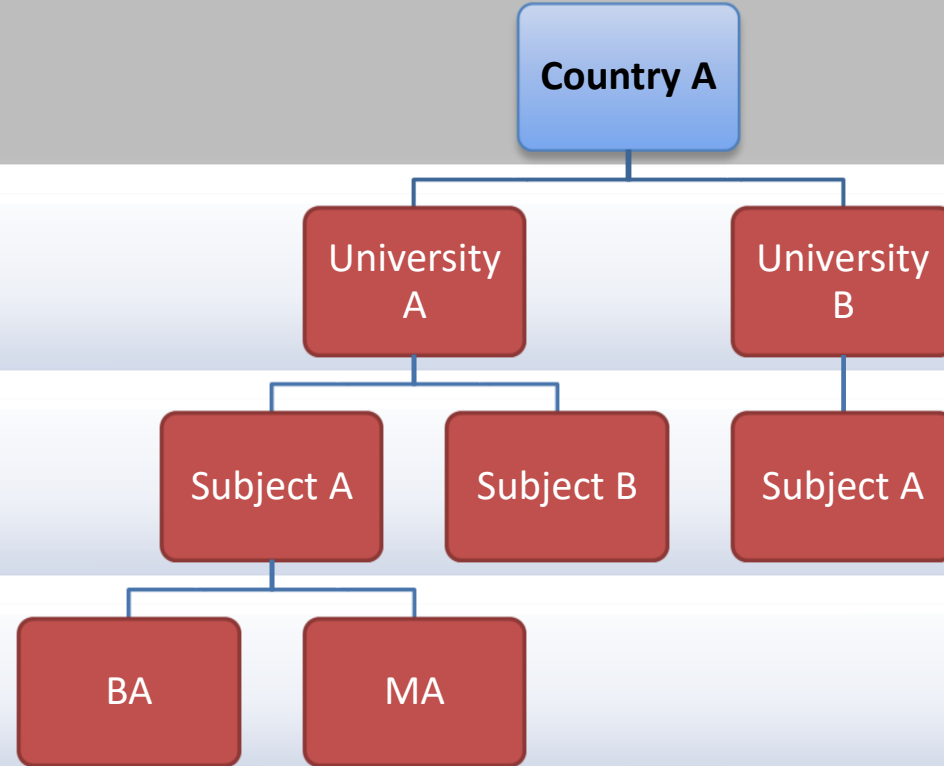 Country A
University
A
University
B
Subject A
Subject B
Subject A
BA
MA